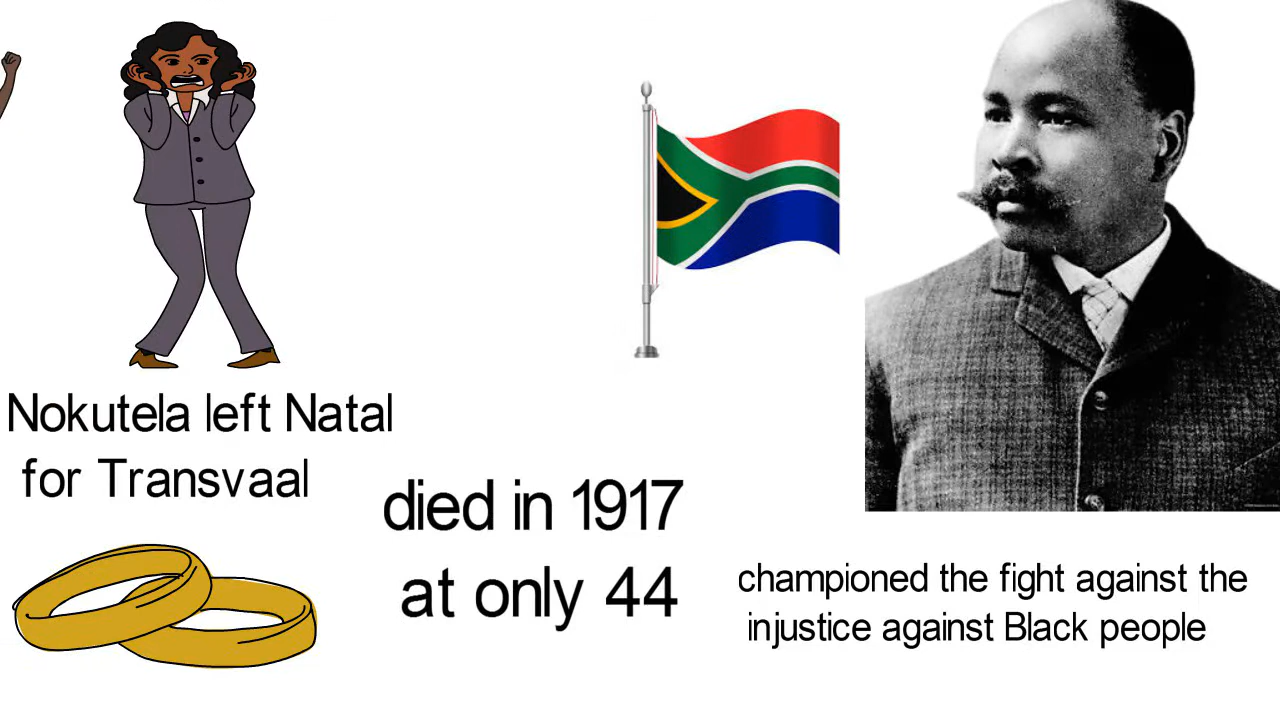 Nokutela left Natal
for Transvaal
died in 1917
at only 44
championed the fight against the
injustice against Black people